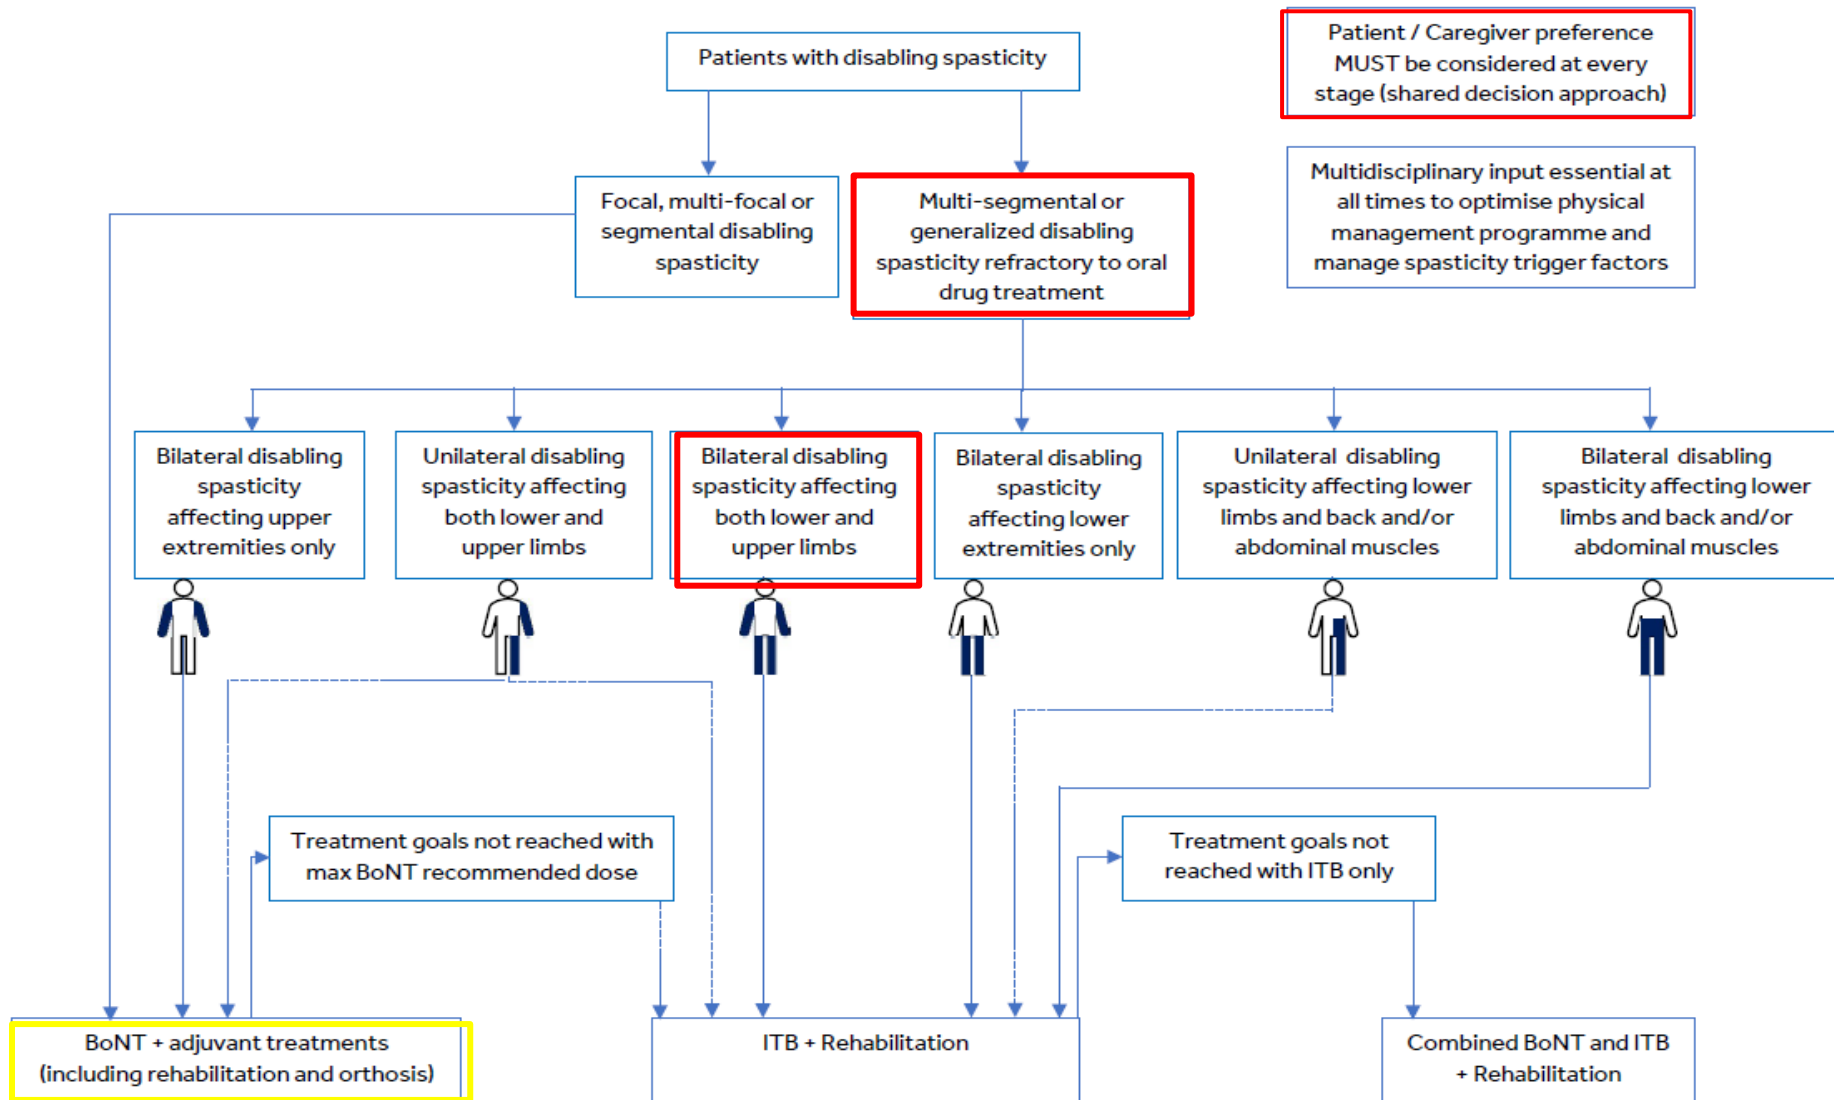 Patients with disabling spasticity
Patient / Caregiver preference
MUST be considered at every
stage (shared decision approach)
Multidisciplinary input essential at
all times to optimise physical
management programme and
manage spasticity trigger factors
Focal, multi-focal or
segmental disabling
spasticity
Multi-segmental or
generalized disabling
spasticity refractory to oral
drug treatment
Bilateral disabling
spasticity
affecting upper
extremities only
Unilateral disabling
spasticity affecting
both lower and
upper limbs
Bilateral disabling
spasticity affecting
both lower and
upper limbs
Bilateral disabling
spasticity
affecting lower
extremities only
Unilateral disabling
spasticity affecting lower
limbs and back and/or
abdominal muscles
Bilateral disabling
spasticity affecting lower
limbs and back and/or
abdominal muscles
Treatment goals not reached with
max BoNT recommended dose
Treatment goals not
reached with ITB only
BoNT + adjuvant treatments
(including rehabilitation and orthosis)
ITB + Rehabilitation
Combined BoNT and ITB
+ Rehabilitation